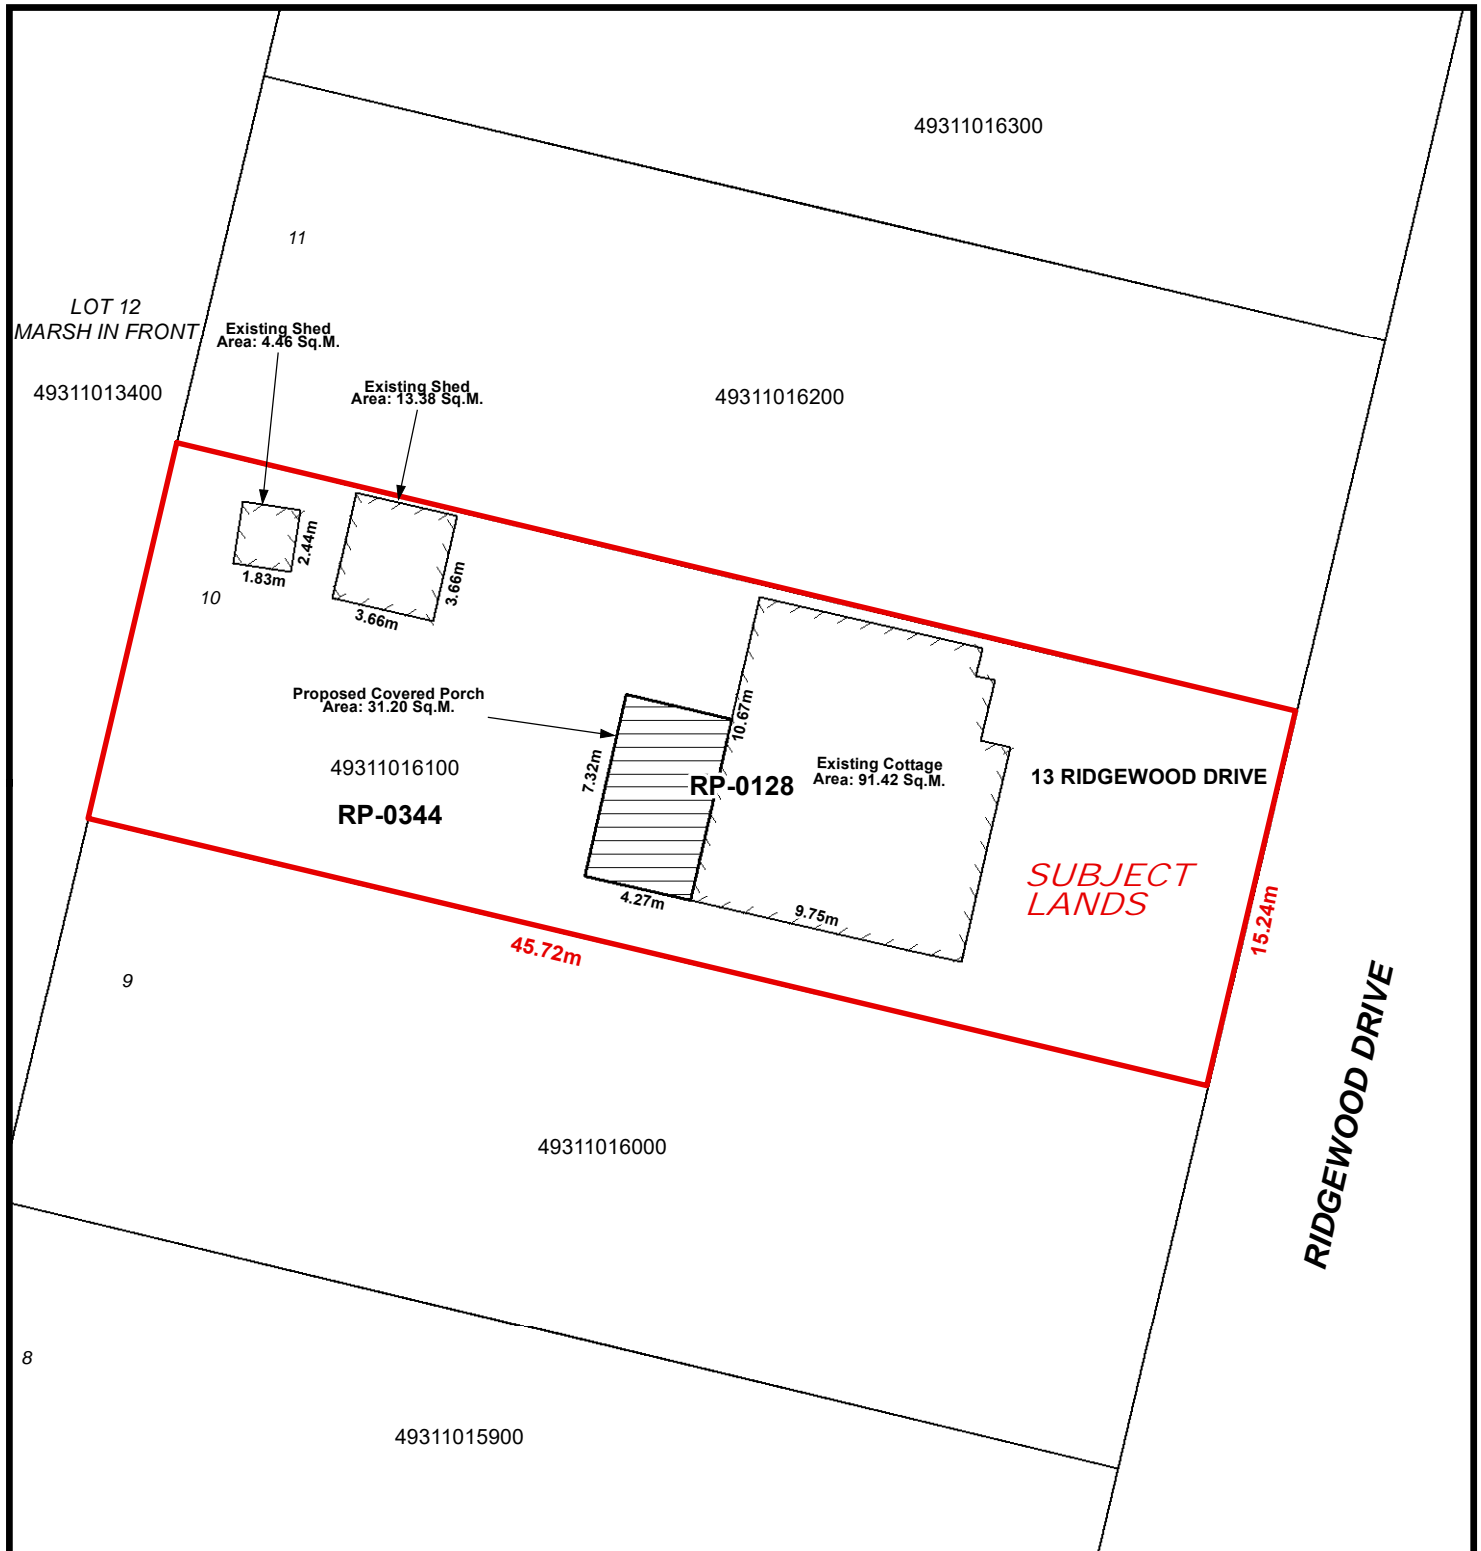 49311016300
11
LOT 12
MARSH IN FRONT
Existing Shed
Area: 4.46 Sq.M.
49311013400
Existing Shed
Area: 13.38 Sq.M.
49311016200
2.44m
1.83m
3.66m
3.66m
10
Proposed Covered Porch
Area: 31.20 Sq.M.
10.67m
7.32m
49311016100
RP-0344
RP-0128
Existing Cottage
Area: 91.42 Sq.M.
13 RIDGEWOOD DRIVE
SUBJECT
LANDS
4.27m
9.75m
45.72m
15.24m
RIDGEWOOD DRIVE
9
49311016000
8
49311015900